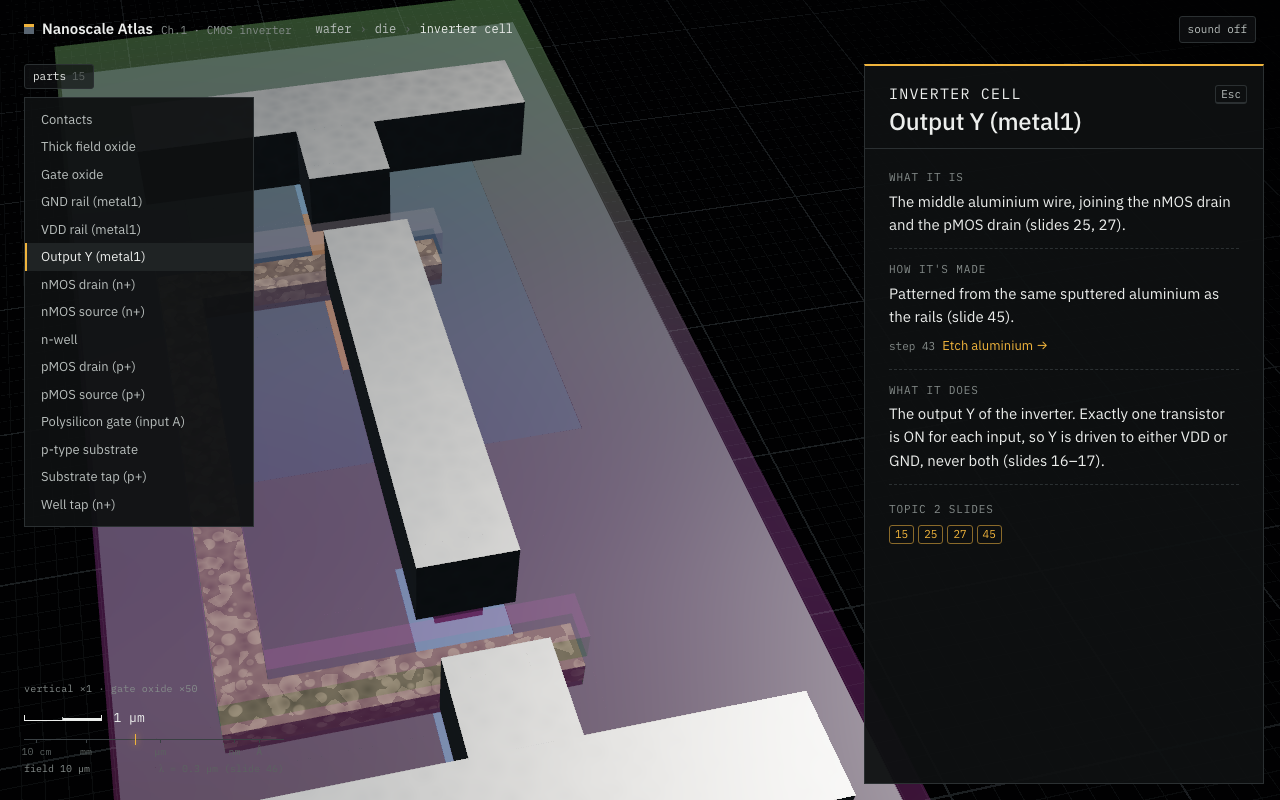 Nanoscale Atlas Ch.1 · CMOS inverter wafer › die › inverter cell
sound off
parts 15
Contacts
Thick field oxide
Gate oxide
GND rail (metal1)
VDD rail (metal1)
Output Y (metal1)
nMOS drain (n+)
nMOS source (n+)
n-well
pMOS drain (p+)
pMOS source (p+)
Polysilicon gate (input A)
p-type substrate
Substrate tap (p+)
Well tap (n+)
vertical ×1 · gate oxide ×50
1 µm
10 cm mm
field 10 µm
INVERTER CELL
Esc
Output Y (metal1)
WHAT IT IS
The middle aluminium wire, joining the nMOS drain
and the pMOS drain (slides 25, 27).
HOW IT'S MADE
Patterned from the same sputtered aluminium as
the rails (slide 45).
step 43 Etch aluminium →
WHAT IT DOES
The output Y of the inverter. Exactly one transistor
is ON for each input, so Y is driven to either VDD or
GND, never both (slides 16–17).
TOPIC 2 SLIDES
15 25 27 45